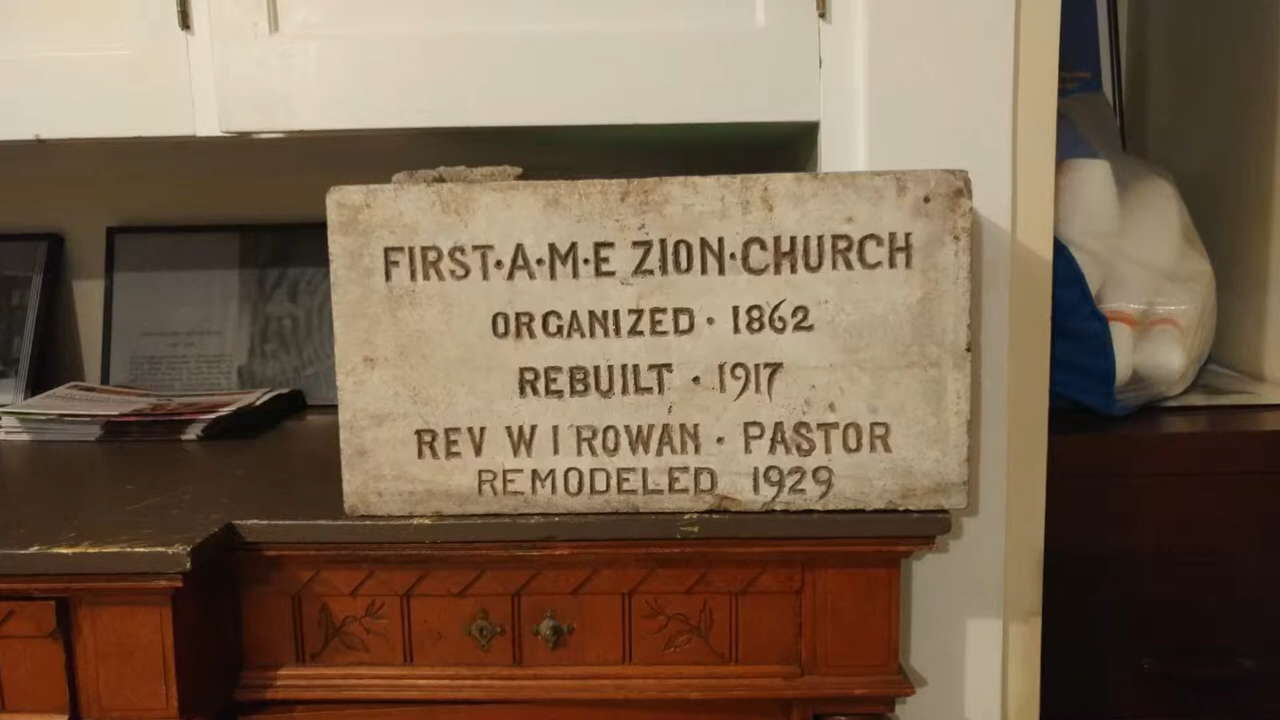 FIRST·A·M·E ZION·CHURCH
ORGANIZED · 1862
REBUILT · 1917
REV W I ROWAN · PASTOR
REMODELED 1929